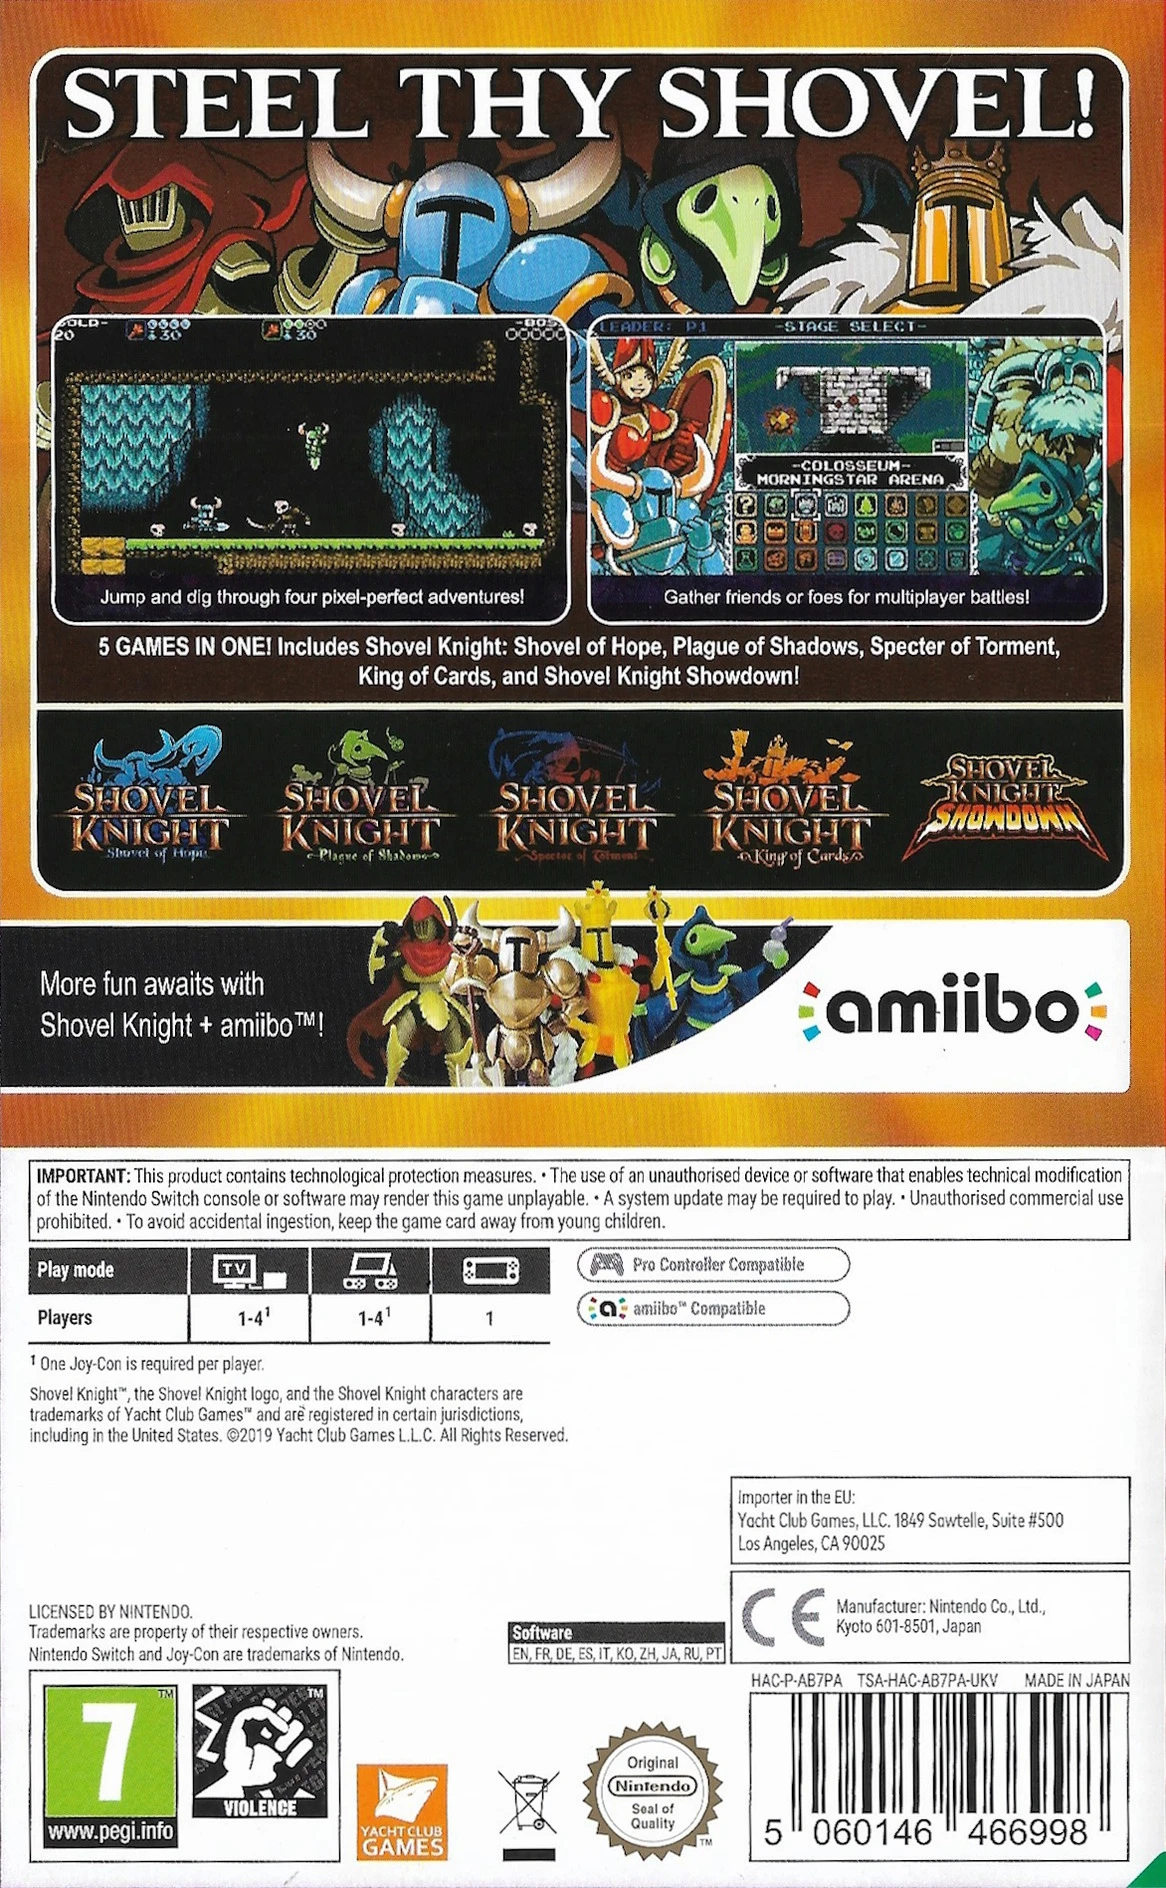 STEEL THY SHOVEL!
GOLD-
20
30
30
-BOSS
LEADER: P1
-STAGE SELECT-
-COLOSSEUM-
MORNINGSTAR ARENA
Jump and dig through four pixel-perfect adventures!
Gather friends or foes for multiplayer battles!
5 GAMES IN ONE! Includes Shovel Knight: Shovel of Hope, Plague of Shadows, Specter of Torment,
King of Cards, and Shovel Knight Showdown!
SHOVEL
KNIGHT
Shovel of Hope
SHOVEL
KNIGHT
Plague of Shadows
SHOVEL
KNIGHT
Specter of Torment
SHOVEL
KNIGHT
King of Cards
SHOVEL
KNIGHT
SHOWDOWN
More fun awaits with
Shovel Knight + amiibo™!
amiibo
IMPORTANT: This product contains technological protection measures. • The use of an unauthorised device or software that enables technical modification
of the Nintendo Switch console or software may render this game unplayable. • A system update may be required to play. • Unauthorised commercial use
prohibited. • To avoid accidental ingestion, keep the game card away from young children.
Play mode
TV
Players
1-4¹
1-4¹
1
Pro Controller Compatible
a amiibo™ Compatible
¹ One Joy-Con is required per player.
Shovel Knight™, the Shovel Knight logo, and the Shovel Knight characters are
trademarks of Yacht Club Games™ and are registered in certain jurisdictions,
including in the United States. ©2019 Yacht Club Games L.L.C. All Rights Reserved.
Importer in the EU:
Yacht Club Games, LLC. 1849 Sawtelle, Suite #500
Los Angeles, CA 90025
CE
Manufacturer: Nintendo Co., Ltd.,
Kyoto 601-8501, Japan
LICENSED BY NINTENDO.
Trademarks are property of their respective owners.
Nintendo Switch and Joy-Con are trademarks of Nintendo.
Software
EN, FR, DE, ES, IT, KO, ZH, JA, RU, PT
HAC-P-AB7PA TSA-HAC-AB7PA-UKV MADE IN JAPAN
7
™
www.pegi.info
™
VIOLENCE
YACHT CLUB
GAMES
Original
Nintendo
Seal of
Quality
™
5 060146 466998